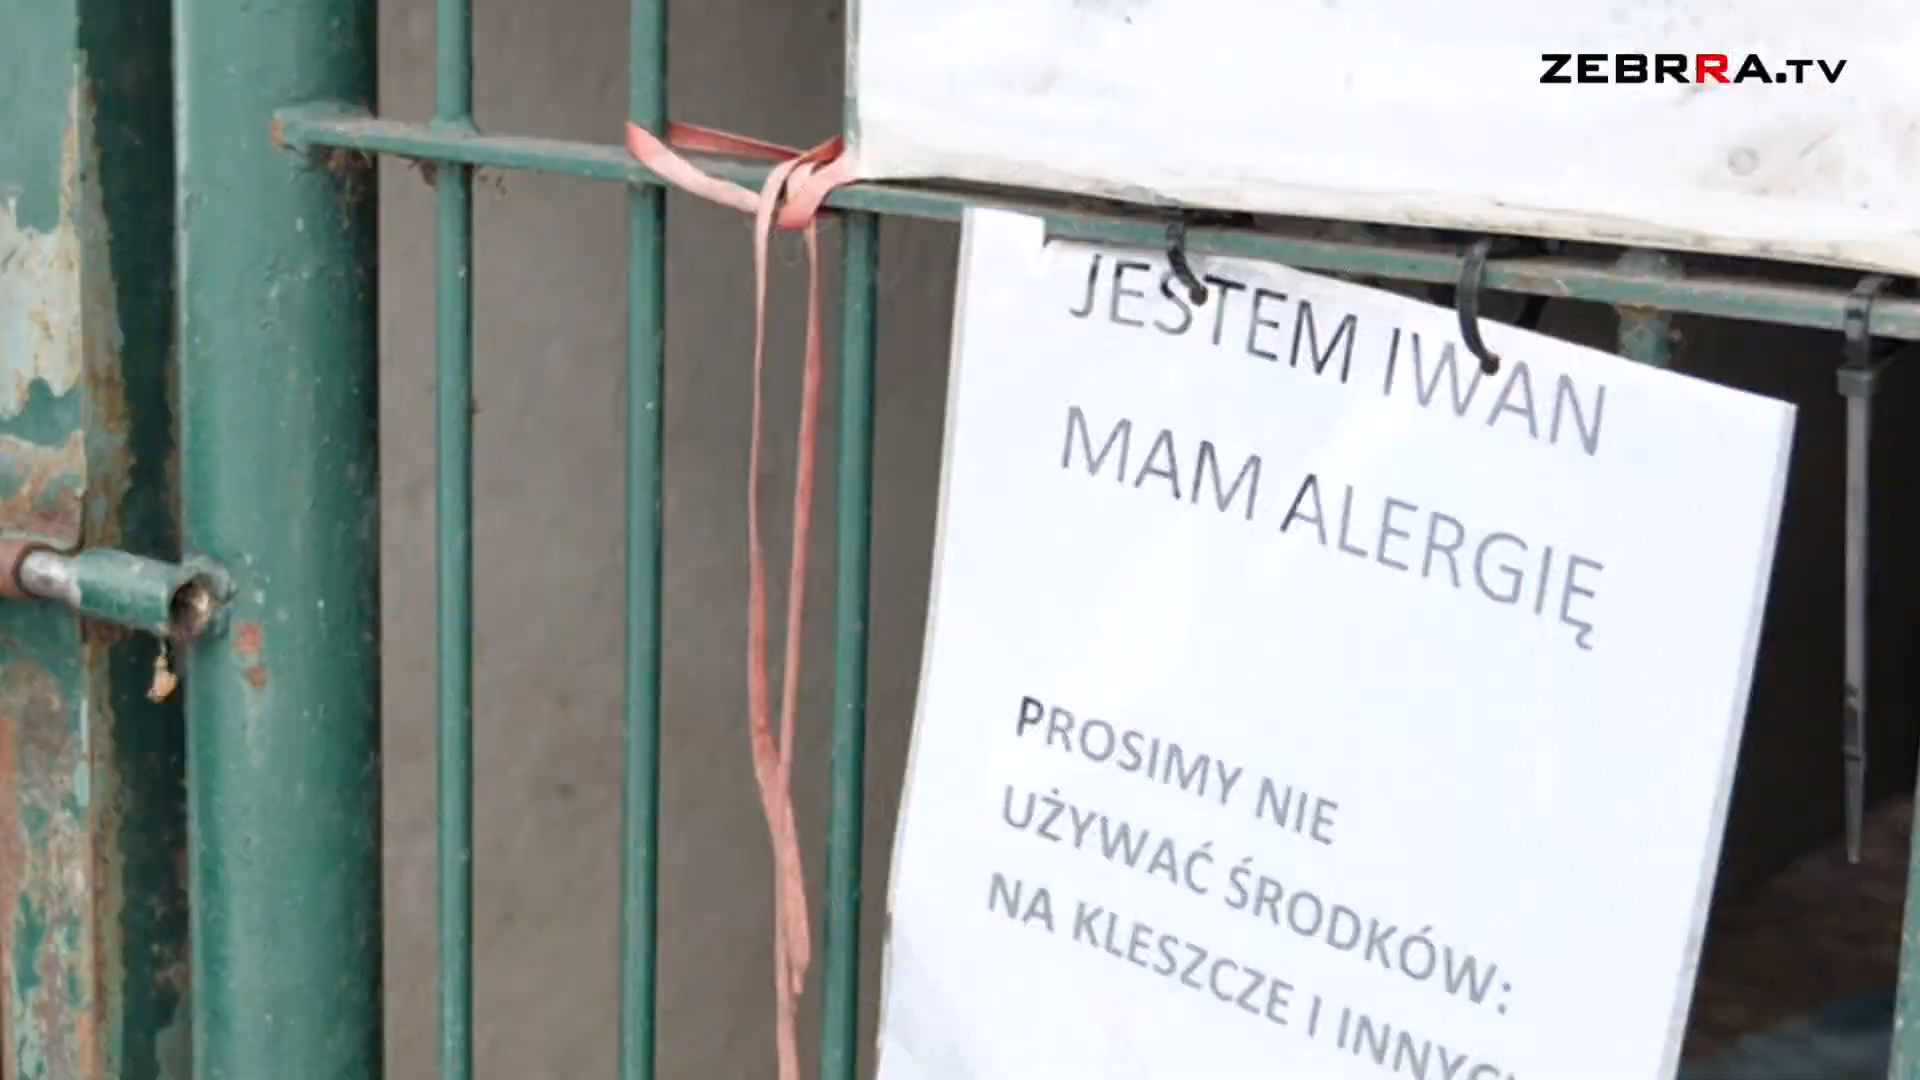 ZEBRRA.TV
JESTEM IWAN
MAM ALERGIĘ
PROSIMY NIE
UŻYWAĆ ŚRODKÓW:
NA KLESZCZE I